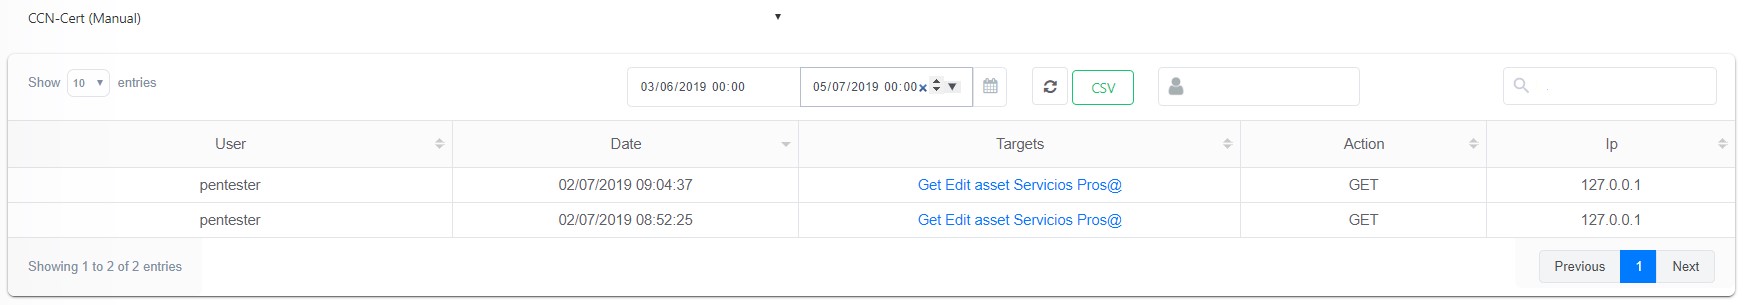 CCN-Cert (Manual)
Show 10 entries 03/06/2019 00:00 05/07/2019 00:00 CSV
User Date Targets Action Ip
pentester 02/07/2019 09:04:37 Get Edit asset Servicios Pros@ GET 127.0.0.1
pentester 02/07/2019 08:52:25 Get Edit asset Servicios Pros@ GET 127.0.0.1
Showing 1 to 2 of 2 entries Previous 1 Next